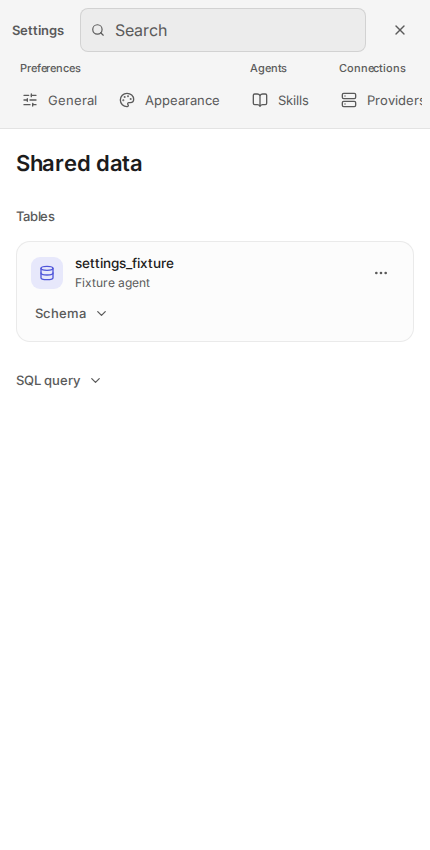 Settings
Search
Preferences
Agents
Connections
General
Appearance
Skills
Providers
Shared data
Tables
settings_fixture
Fixture agent
Schema
SQL query